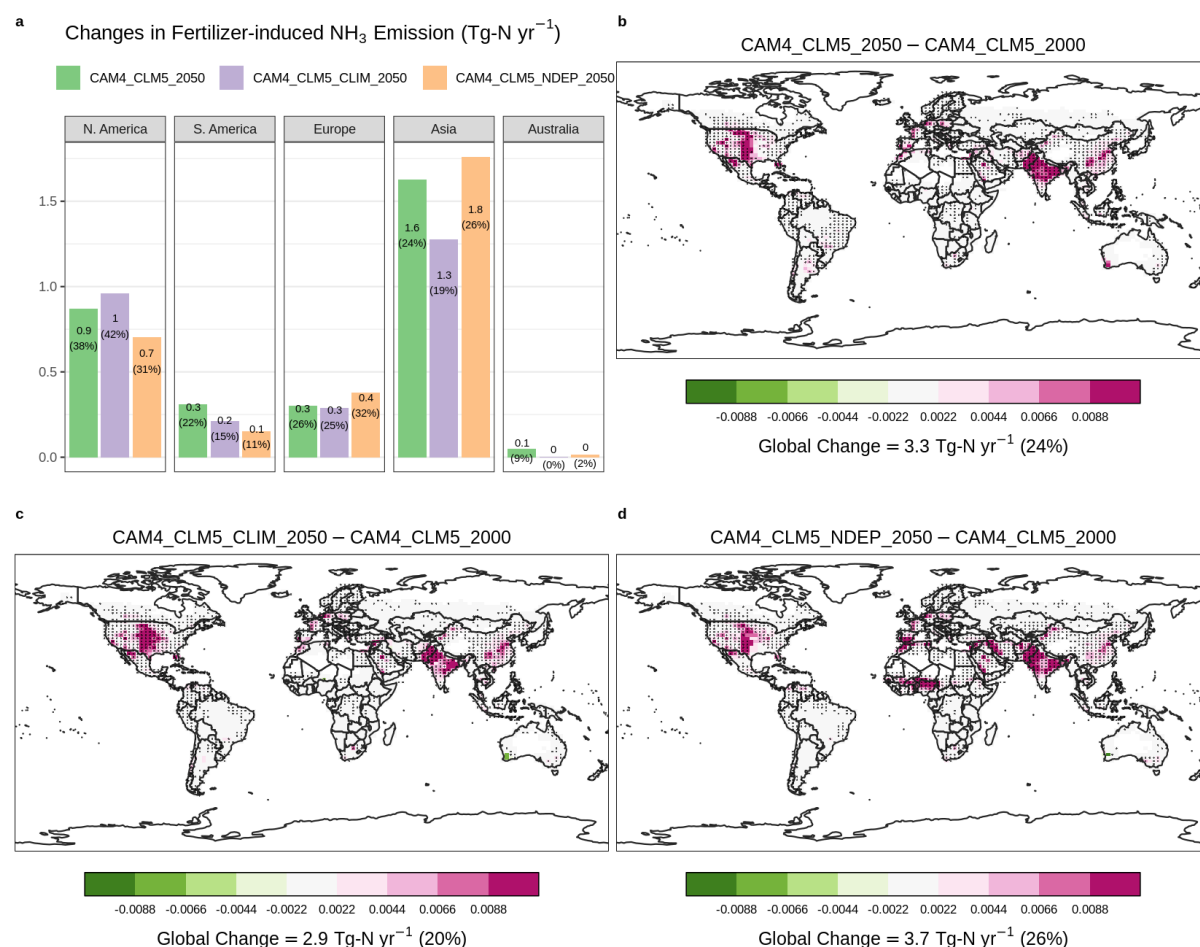 a
Changes in Fertilizer-induced NH₃ Emission (Tg-N yr⁻¹)
CAM4_CLM5_2050 CAM4_CLM5_CLIM_2050 CAM4_CLM5_NDEP_2050
N. America S. America Europe Asia Australia
1.5
1.0
0.5
0.0
0.9
(38%)
1
(42%)
0.7
(31%)
0.3
(22%)
0.2
(15%)
0.1
(11%)
0.3
(26%)
0.3
(25%)
0.4
(32%)
1.6
(24%)
1.3
(19%)
1.8
(26%)
0.1
(9%)
0
(0%)
0
(2%)
b
CAM4_CLM5_2050 − CAM4_CLM5_2000
-0.0088 -0.0066 -0.0044 -0.0022 0.0022 0.0044 0.0066 0.0088
Global Change = 3.3 Tg-N yr⁻¹ (24%)
c
CAM4_CLM5_CLIM_2050 − CAM4_CLM5_2000
-0.0088 -0.0066 -0.0044 -0.0022 0.0022 0.0044 0.0066 0.0088
Global Change = 2.9 Tg-N yr⁻¹ (20%)
d
CAM4_CLM5_NDEP_2050 − CAM4_CLM5_2000
-0.0088 -0.0066 -0.0044 -0.0022 0.0022 0.0044 0.0066 0.0088
Global Change = 3.7 Tg-N yr⁻¹ (26%)